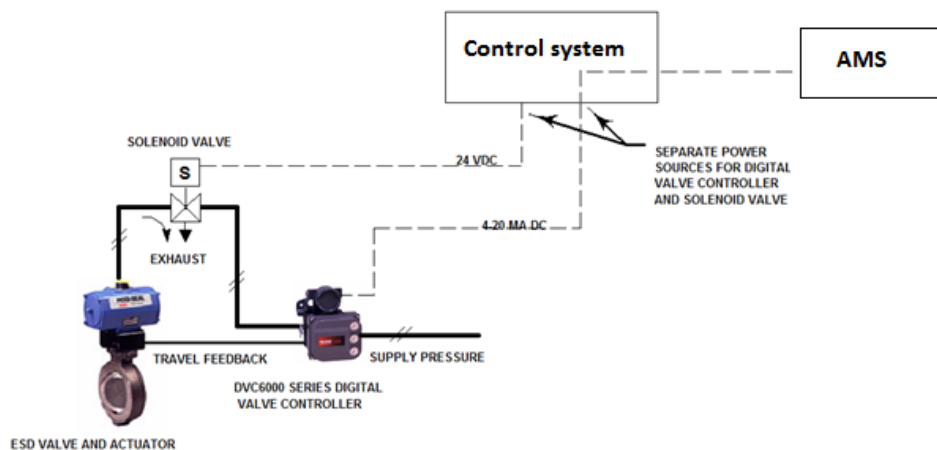 Control system
AMS
SOLENOID VALVE
S
24 VDC
SEPARATE POWER
SOURCES FOR DIGITAL
VALVE CONTROLLER
AND SOLENOID VALVE
4-20 MA DC
EXHAUST
TRAVEL FEEDBACK
SUPPLY PRESSURE
DVC6000 SERIES DIGITAL
VALVE CONTROLLER
ESD VALVE AND ACTUATOR